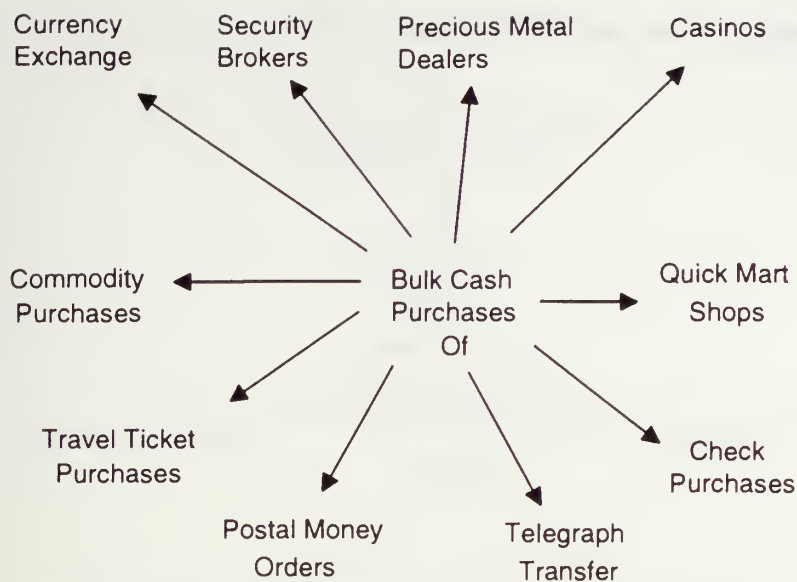 Currency
Exchange
Security
Brokers
Precious Metal
Dealers
Casinos
Commodity
Purchases
Bulk Cash
Purchases
Of
Quick Mart
Shops
Travel Ticket
Purchases
Check
Purchases
Postal Money
Orders
Telegraph
Transfer